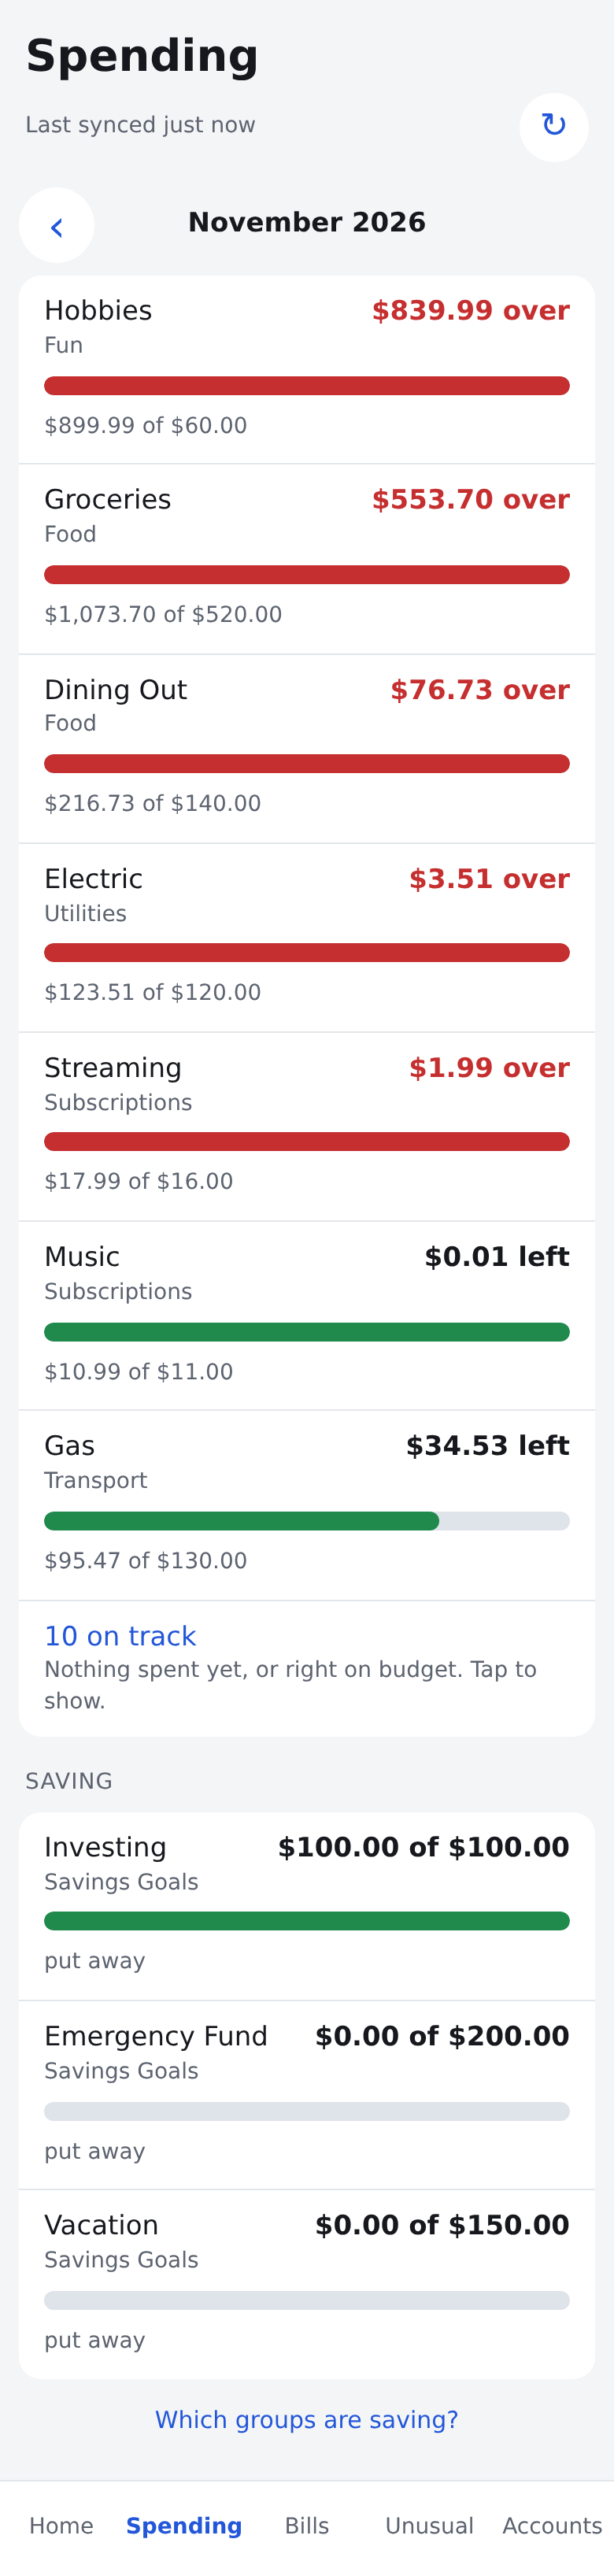 Spending
Last synced just now
↻
‹
November 2026
Hobbies
$839.99 over
Fun
$899.99 of $60.00
Groceries
$553.70 over
Food
$1,073.70 of $520.00
Dining Out
$76.73 over
Food
$216.73 of $140.00
Electric
$3.51 over
Utilities
$123.51 of $120.00
Streaming
$1.99 over
Subscriptions
$17.99 of $16.00
Music
$0.01 left
Subscriptions
$10.99 of $11.00
Gas
$34.53 left
Transport
$95.47 of $130.00
10 on track
Nothing spent yet, or right on budget. Tap to
show.
SAVING
Investing
$100.00 of $100.00
Savings Goals
put away
Emergency Fund
$0.00 of $200.00
Savings Goals
put away
Vacation
$0.00 of $150.00
Savings Goals
put away
Which groups are saving?
Home
Spending
Bills
Unusual
Accounts